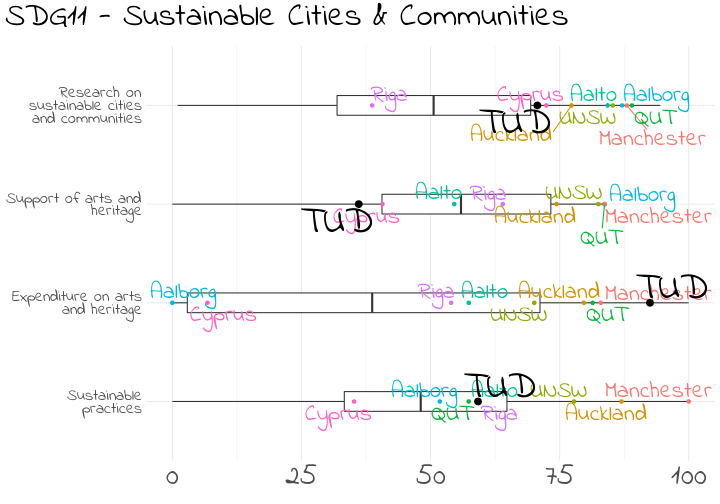 SDG11 - Sustainable Cities & Communities
Research on
sustainable cities
and communities
Riga
Cyprus
Aalto
Aalborg
TUD
UNSW
QUT
Auckland
Manchester
Support of arts and
heritage
Aalto
Riga
UNSW
Aalborg
TUD
Cyprus
Auckland
Manchester
QUT
Expenditure on arts
and heritage
Aalborg
Riga
Aalto
Auckland
Manchester
TUD
Cyprus
UNSW
QUT
Sustainable
practices
Aalborg
TUD
Aalto
UNSW
Manchester
Cyprus
QUT
Riga
Auckland
0 25 50 75 100